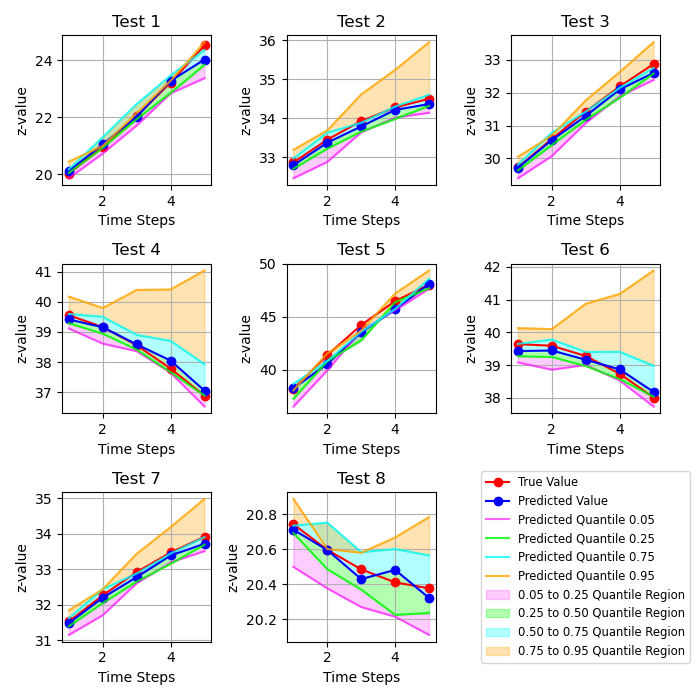 Test 1
Test 2
Test 3
z-value
24
22
20
2
4
Time Steps
z-value
36
35
34
33
2
4
Time Steps
z-value
33
32
31
30
2
4
Time Steps
Test 4
Test 5
Test 6
z-value
41
40
39
38
37
2
4
Time Steps
z-value
50
45
40
2
4
Time Steps
z-value
42
41
40
39
38
2
4
Time Steps
Test 7
Test 8
z-value
35
34
33
32
31
2
4
Time Steps
z-value
20.8
20.6
20.4
20.2
2
4
Time Steps
True Value
Predicted Value
Predicted Quantile 0.05
Predicted Quantile 0.25
Predicted Quantile 0.75
Predicted Quantile 0.95
0.05 to 0.25 Quantile Region
0.25 to 0.50 Quantile Region
0.50 to 0.75 Quantile Region
0.75 to 0.95 Quantile Region